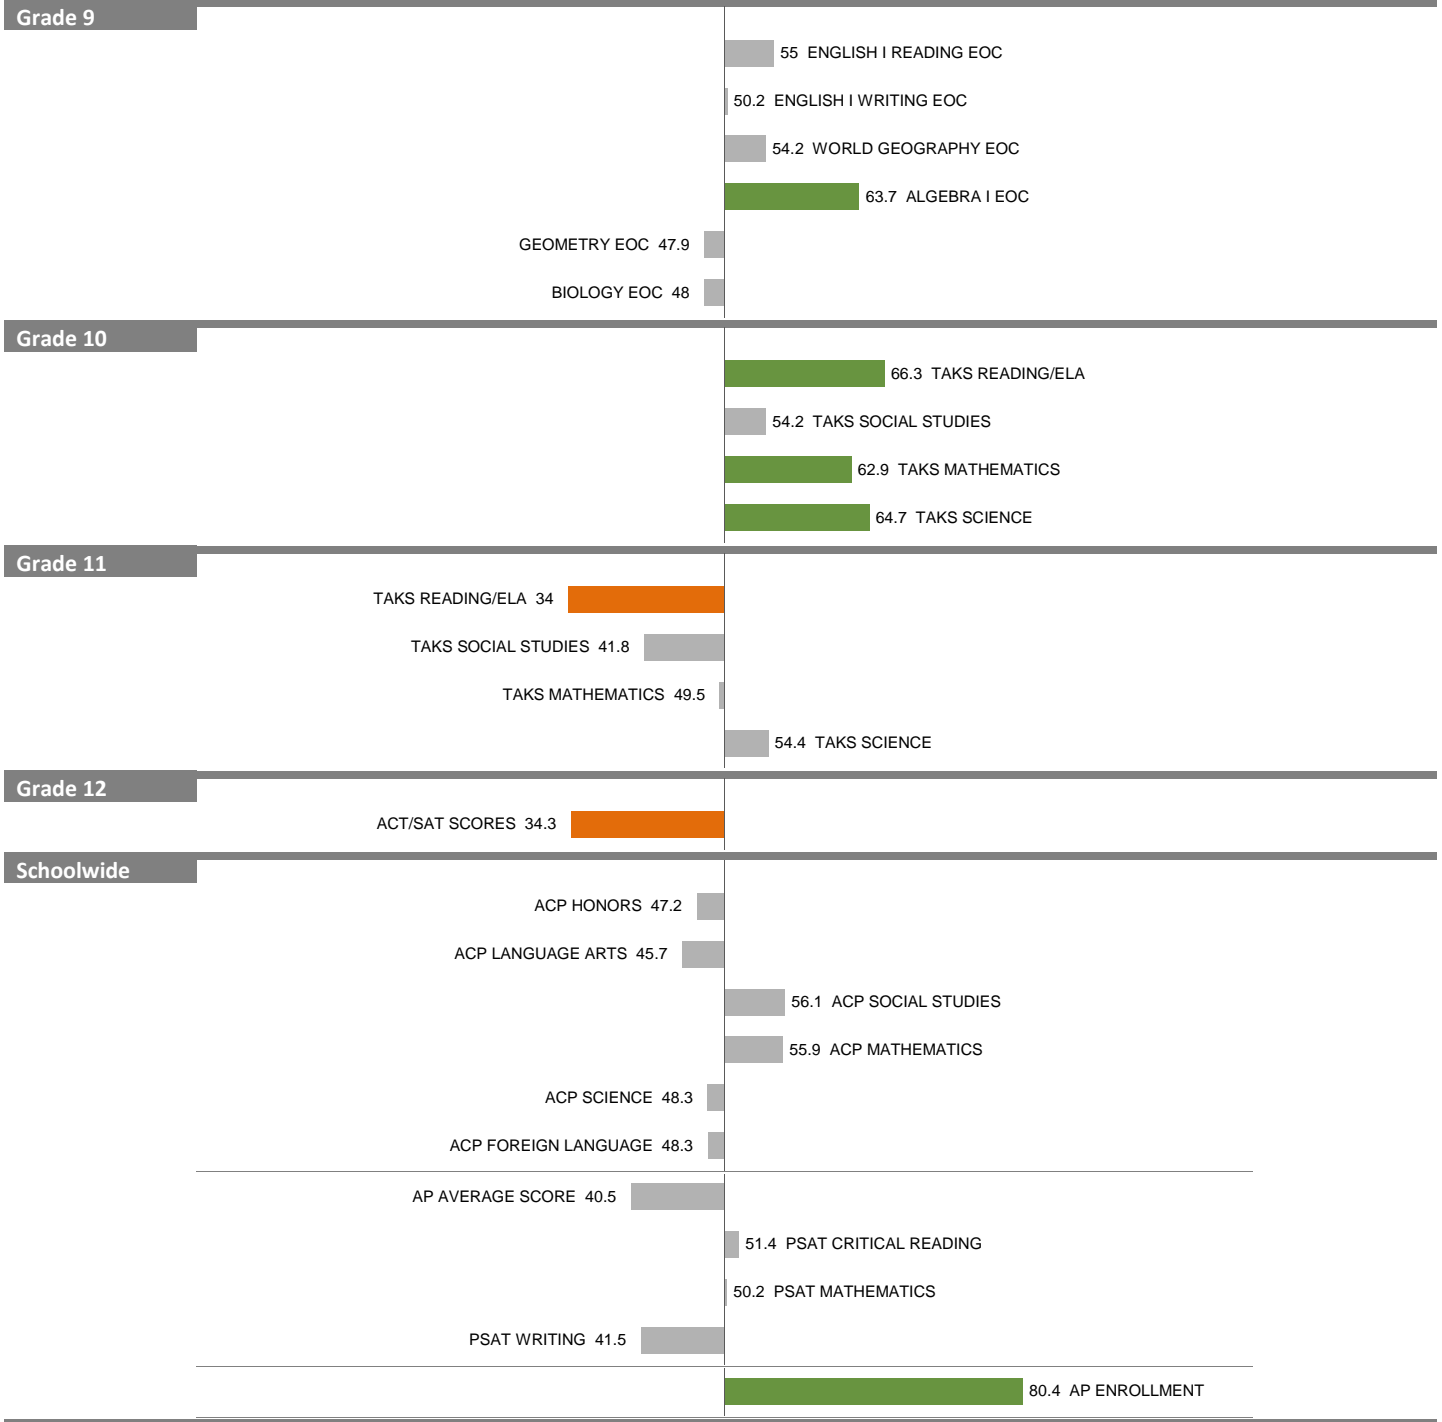 Grade 9
55 ENGLISH I READING EOC
50.2 ENGLISH I WRITING EOC
54.2 WORLD GEOGRAPHY EOC
63.7 ALGEBRA I EOC
GEOMETRY EOC 47.9
BIOLOGY EOC 48
Grade 10
66.3 TAKS READING/ELA
54.2 TAKS SOCIAL STUDIES
62.9 TAKS MATHEMATICS
64.7 TAKS SCIENCE
Grade 11
TAKS READING/ELA 34
TAKS SOCIAL STUDIES 41.8
TAKS MATHEMATICS 49.5
54.4 TAKS SCIENCE
Grade 12
ACT/SAT SCORES 34.3
Schoolwide
ACP HONORS 47.2
ACP LANGUAGE ARTS 45.7
56.1 ACP SOCIAL STUDIES
55.9 ACP MATHEMATICS
ACP SCIENCE 48.3
ACP FOREIGN LANGUAGE 48.3
AP AVERAGE SCORE 40.5
51.4 PSAT CRITICAL READING
50.2 PSAT MATHEMATICS
PSAT WRITING 41.5
80.4 AP ENROLLMENT